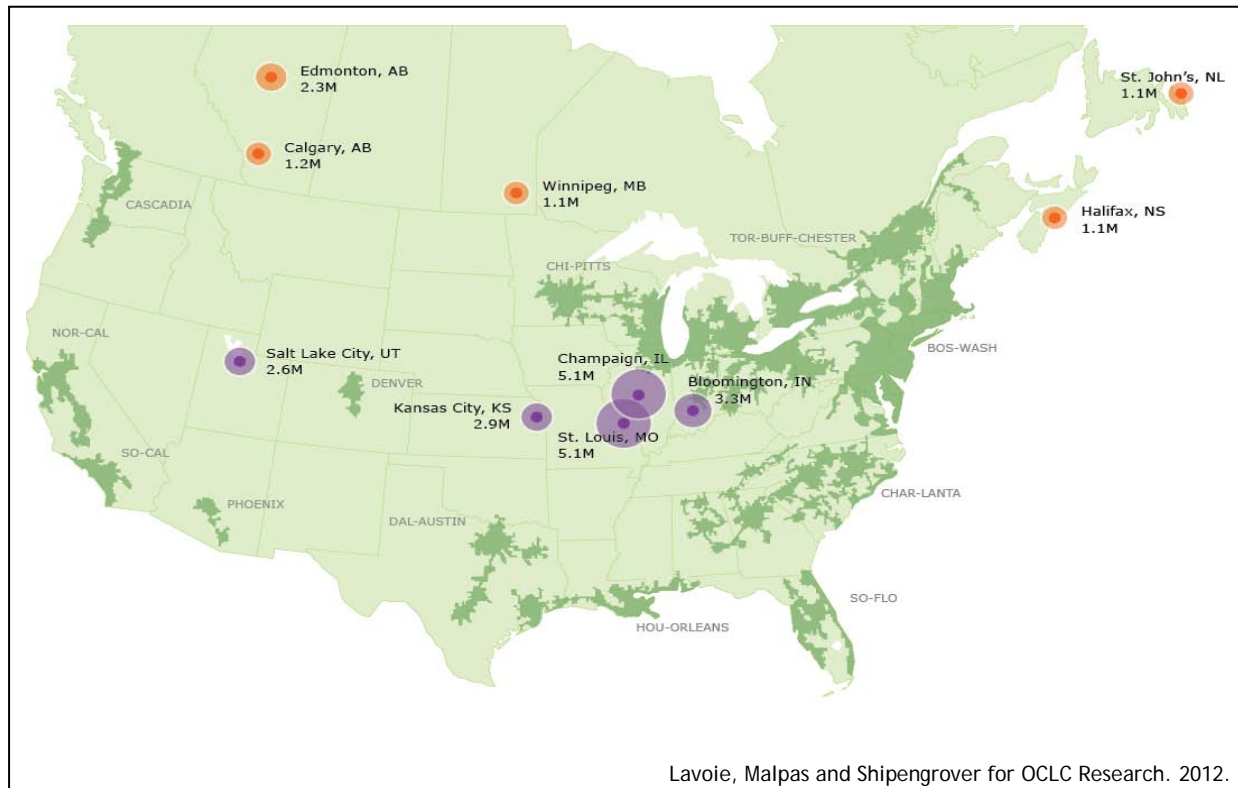 Edmonton, AB
2.3M
St. John's, NL
1.1M
Calgary, AB
1.2M
Winnipeg, MB
1.1M
CASCADIA
Halifax, NS
1.1M
TOR-BUFF-CHESTER
CHI-PITTS
NOR-CAL
Salt Lake City, UT
2.6M
BOS-WASH
Champaign, IL
5.1M
DENVER
Bloomington, IN
3.3M
Kansas City, KS
2.9M
St. Louis, MO
5.1M
SO-CAL
CHAR-LANTA
PHOENIX
DAL-AUSTIN
SO-FLO
HOU-ORLEANS
Lavoie, Malpas and Shipengrover for OCLC Research. 2012.